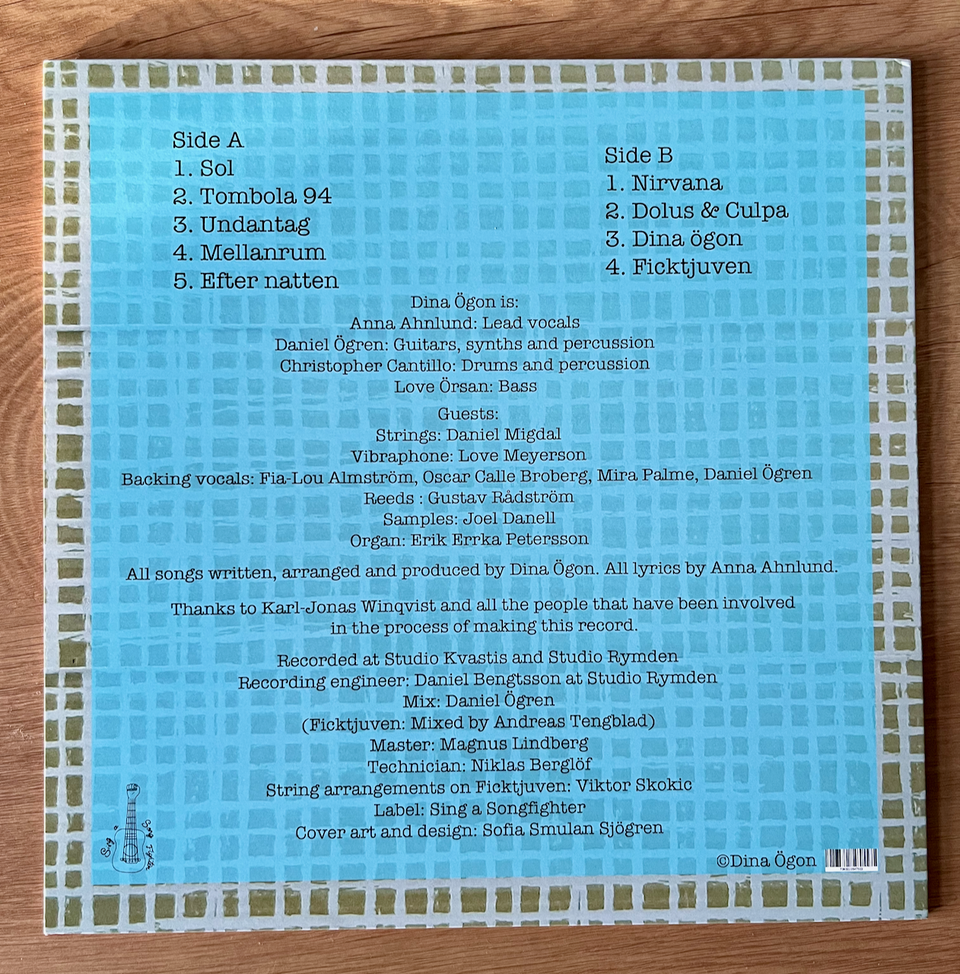 Side A
1. Sol
2. Tombola 94
3. Undantag
4. Mellanrum
5. Efter natten
Side B
1. Nirvana
2. Dolus & Culpa
3. Dina ögon
4. Ficktjuven
Dina Ögon is:
Anna Ahnlund: Lead vocals
Daniel Ögren: Guitars, synths and percussion
Christopher Cantillo: Drums and percussion
Love Örsan: Bass
Guests:
Strings: Daniel Migdal
Vibraphone: Love Meyerson
Backing vocals: Fia-Lou Almström, Oscar Calle Broberg, Mira Palme, Daniel Ögren
Reeds : Gustav Rådström
Samples: Joel Danell
Organ: Erik Errka Petersson
All songs written, arranged and produced by Dina Ögon. All lyrics by Anna Ahnlund.
Thanks to Karl-Jonas Winqvist and all the people that have been involved
in the process of making this record.
Recorded at Studio Kvastis and Studio Rymden
Recording engineer: Daniel Bengtsson at Studio Rymden
Mix: Daniel Ögren
(Ficktjuven: Mixed by Andreas Tengblad)
Master: Magnus Lindberg
Technician: Niklas Berglöf
String arrangements on Ficktjuven: Viktor Skokic
Label: Sing a Songfighter
Cover art and design: Sofia Smulan Sjögren
Sing a Song Fighter
©Dina Ögon